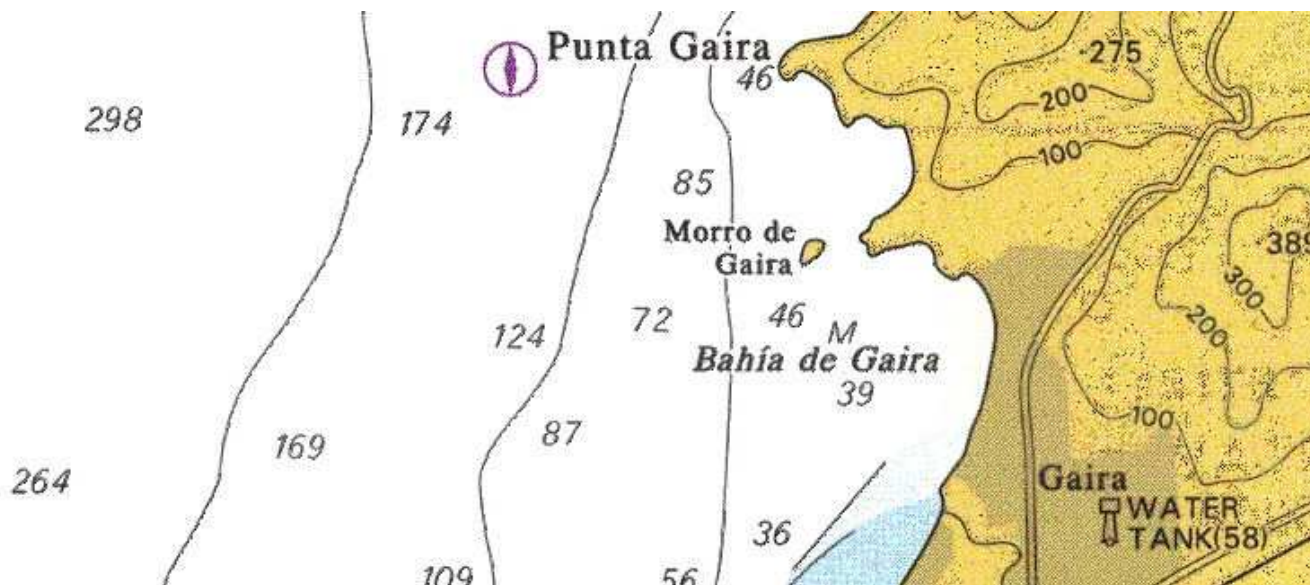 Punta Gaira
46
275
200
298
174
100
85
Morro de
Gaira
389
300
46
72
200
124
M
Bahía de Gaira
39
100
87
169
264
Gaira
WATER
TANK(58)
36
109
56